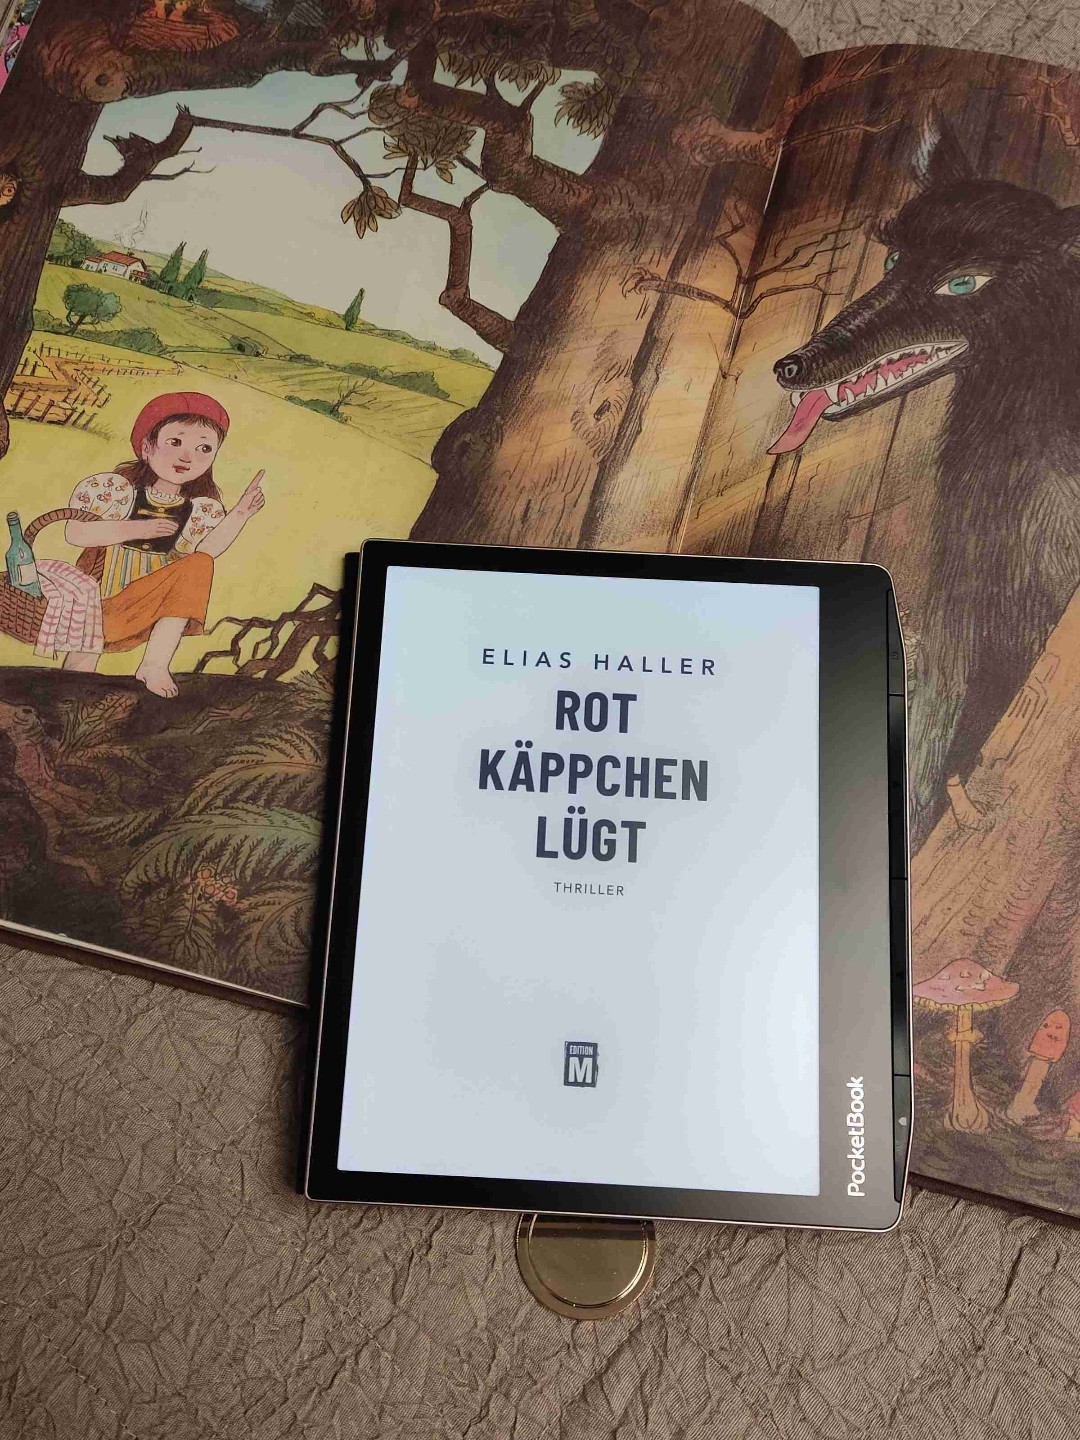 ELIAS HALLER
ROT
KÄPPCHEN
LÜGT
THRILLER
EDITION
M
PocketBook